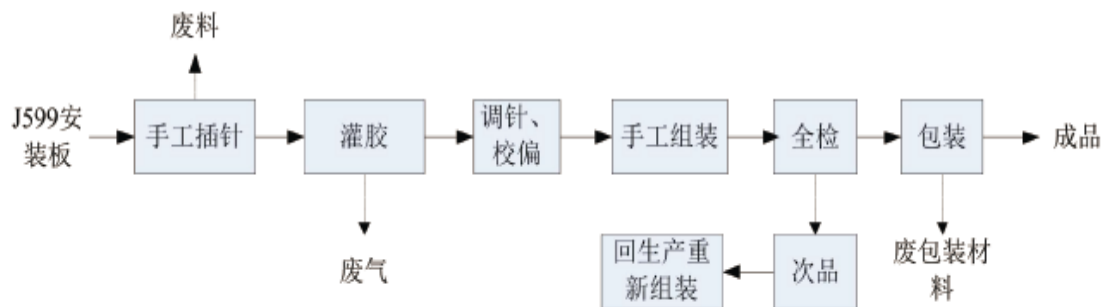 废料
J599安
装板
手工插针
灌胶
调针、
校偏
手工组装
全检
包装
成品
废气
回生产重
新组装
次品
废包装材
料